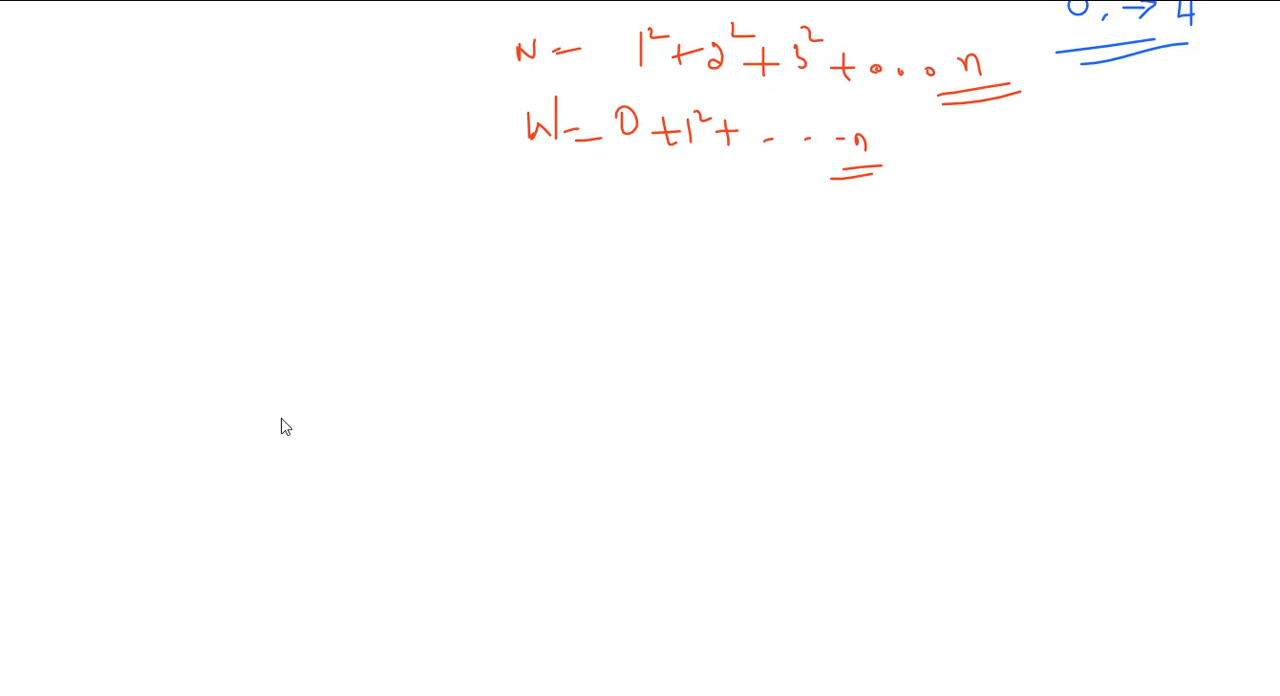 0, → 4
N = 1² + 2² + 3² + ... n
W = 0 + 1² + - - - n